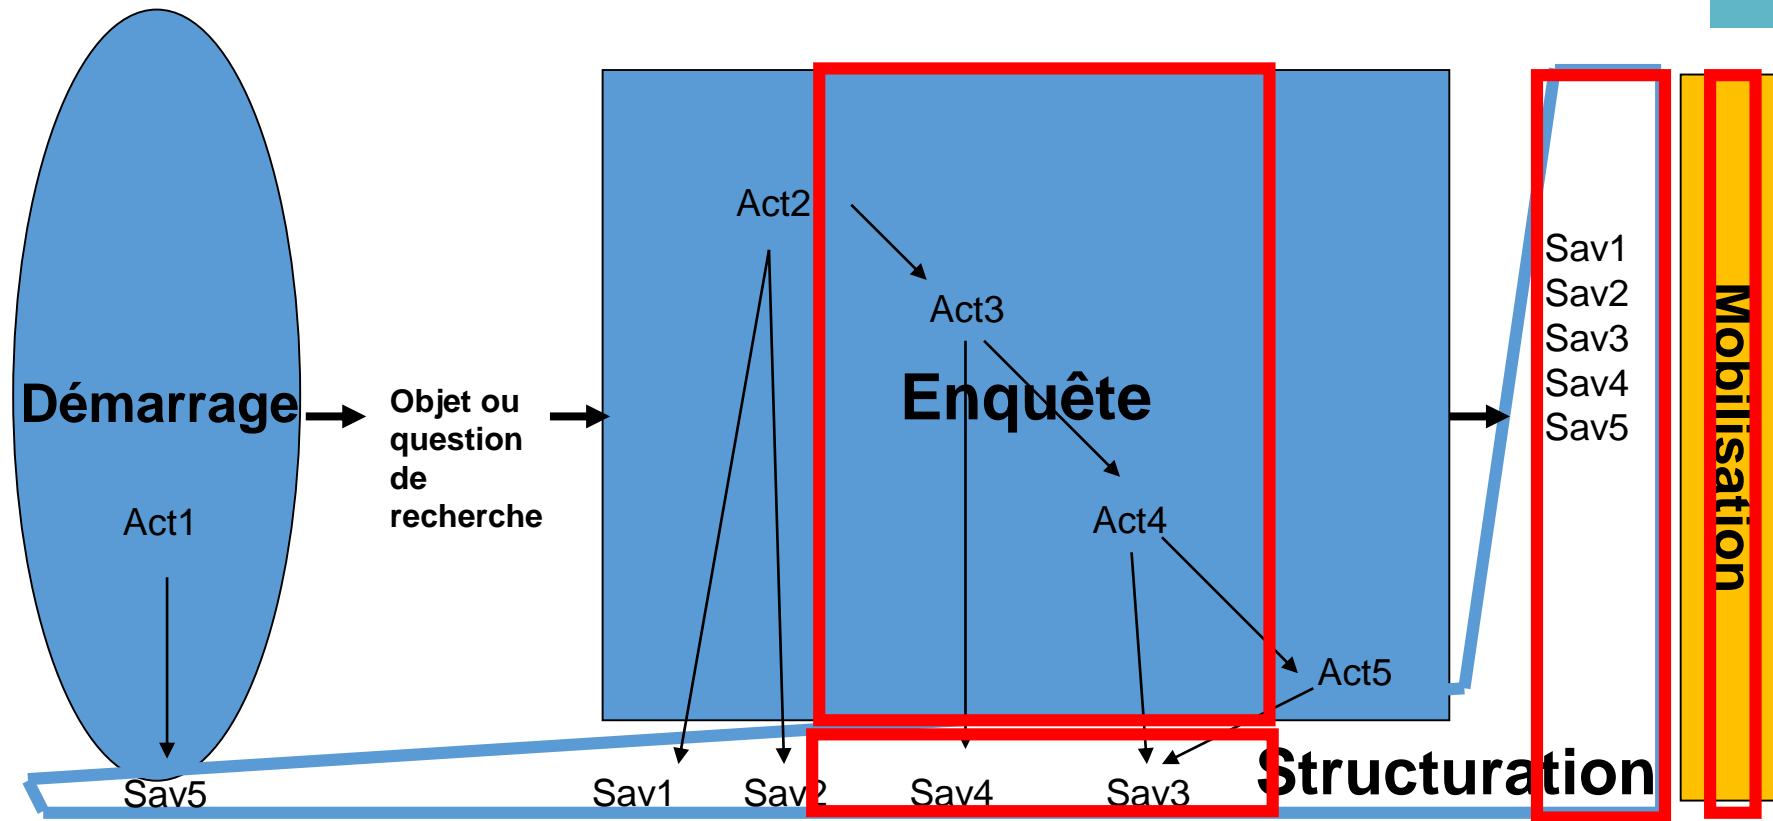 Démarrage
Act1
Sav5
Objet ou
question
de
recherche
Act2
Act3
Enquête
Act4
Act5
Sav1
Sav2
Sav4
Sav3
Structuration
Sav1
Sav2
Sav3
Sav4
Sav5
Mobilisation